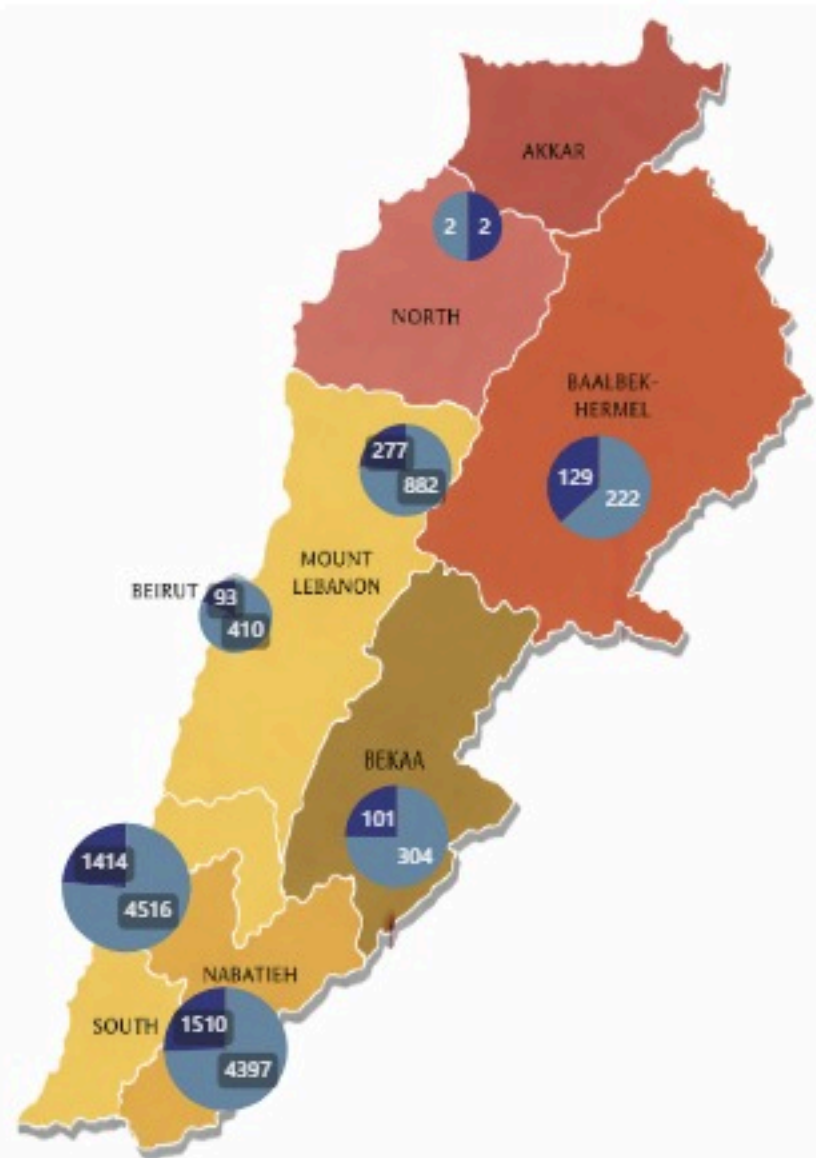 AKKAR
2 2
NORTH
BAALBEK-
HERMEL
277
882
129
222
MOUNT
LEBANON
BEIRUT
93
410
BEKAA
101
304
1414
4516
NABATIEH
SOUTH
1510
4397